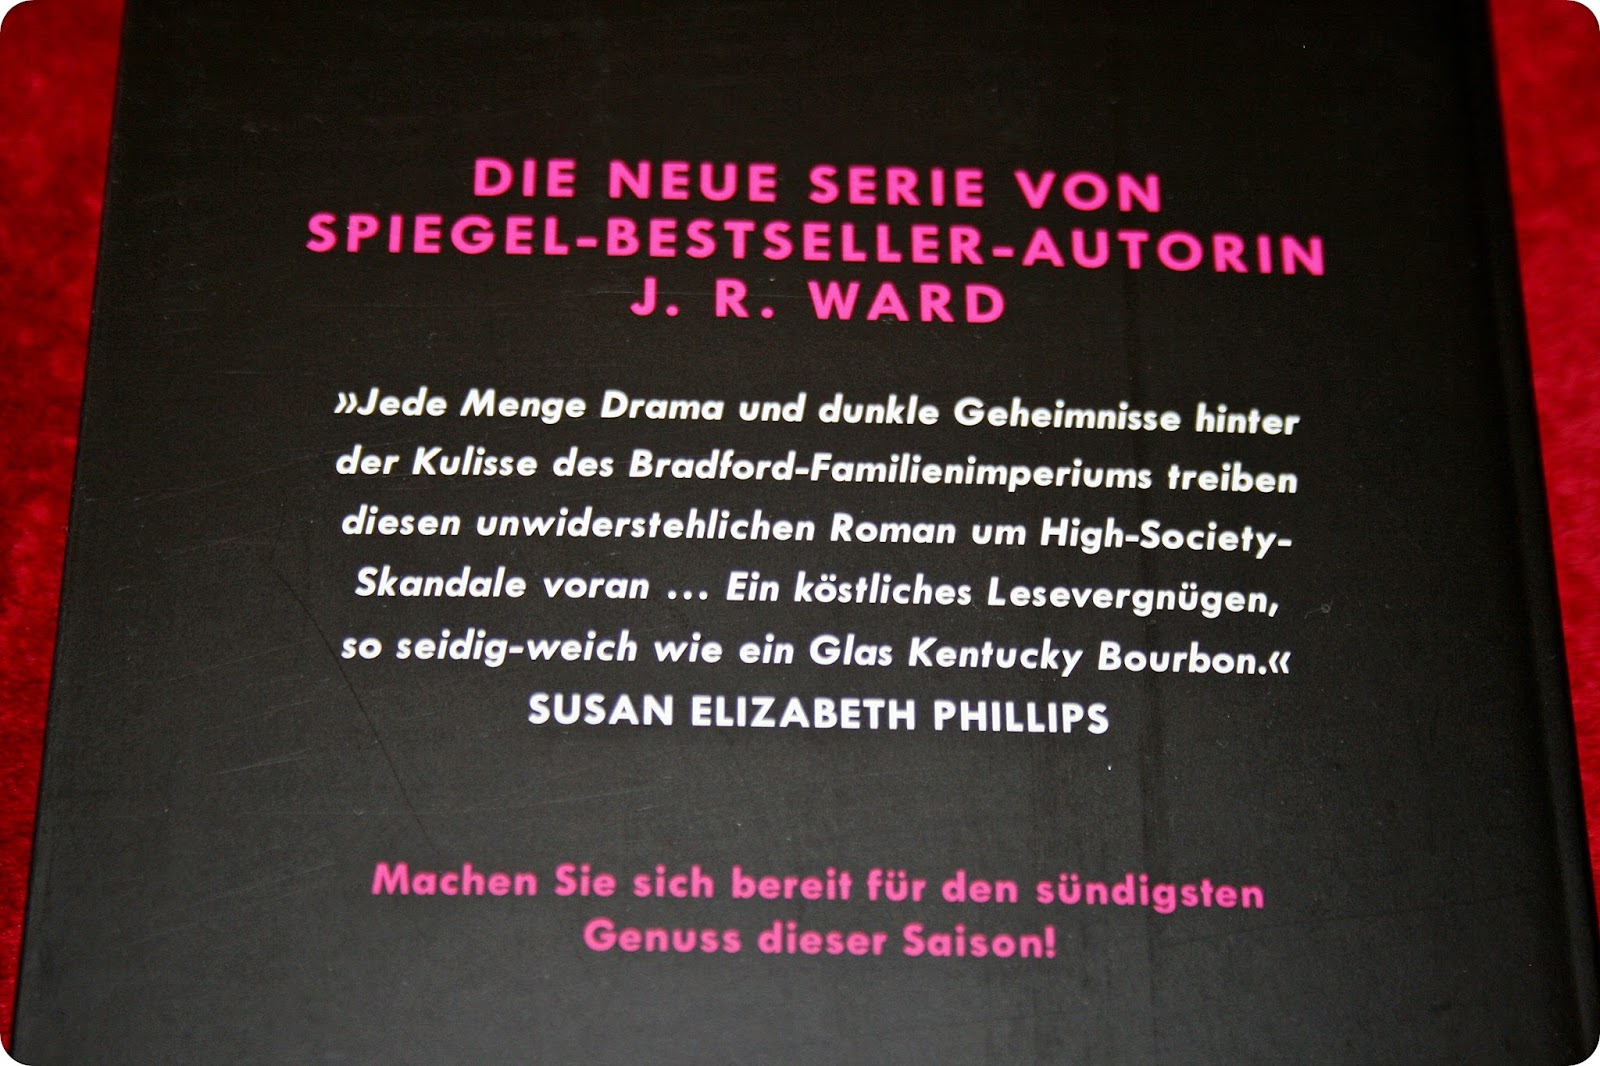 DIE NEUE SERIE VON
SPIEGEL-BESTSELLER-AUTORIN
J. R. WARD
»Jede Menge Drama und dunkle Geheimnisse hinter
der Kulisse des Bradford-Familienimperiums treiben
diesen unwiderstehlichen Roman um High-Society-
Skandale voran ... Ein köstliches Lesevergnügen,
so seidig-weich wie ein Glas Kentucky Bourbon.«
SUSAN ELIZABETH PHILLIPS
Machen Sie sich bereit für den sündigsten
Genuss dieser Saison!